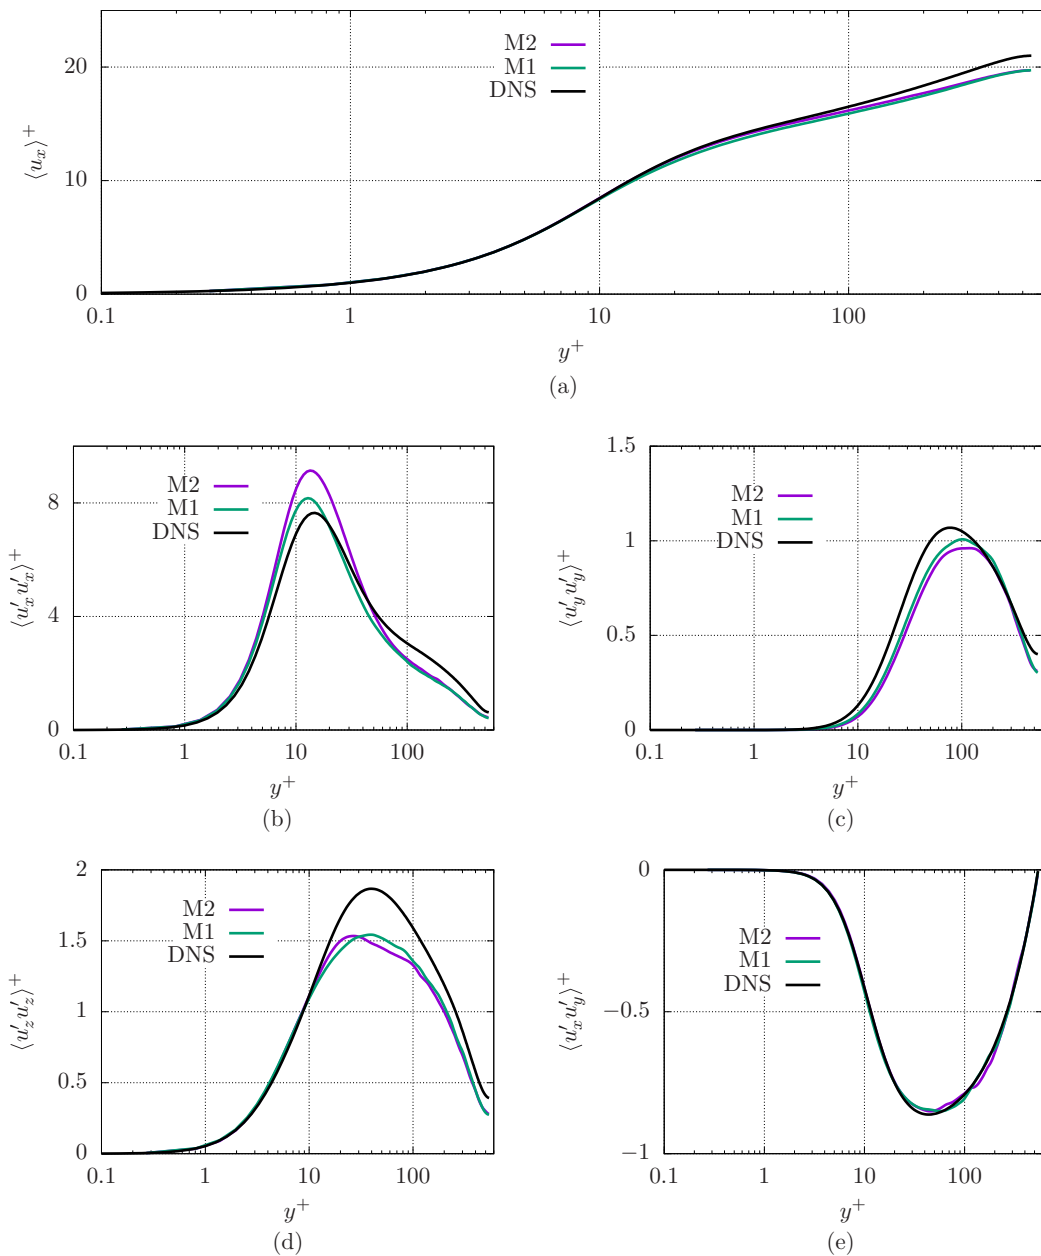 M2
M1
DNS
20
10
0
⟨u_x⟩^+
0.1 1 10 100
y^+
(a)
8
4
0
⟨u'_x u'_x⟩^+
M2
M1
DNS
0.1 1 10 100
y^+
(b)
1.5
1
0.5
0
⟨u'_y u'_y⟩^+
M2
M1
DNS
0.1 1 10 100
y^+
(c)
2
1.5
1
0.5
0
⟨u'_z u'_z⟩^+
M2
M1
DNS
0.1 1 10 100
y^+
(d)
0
−0.5
−1
⟨u'_x u'_y⟩^+
M2
M1
DNS
0.1 1 10 100
y^+
(e)